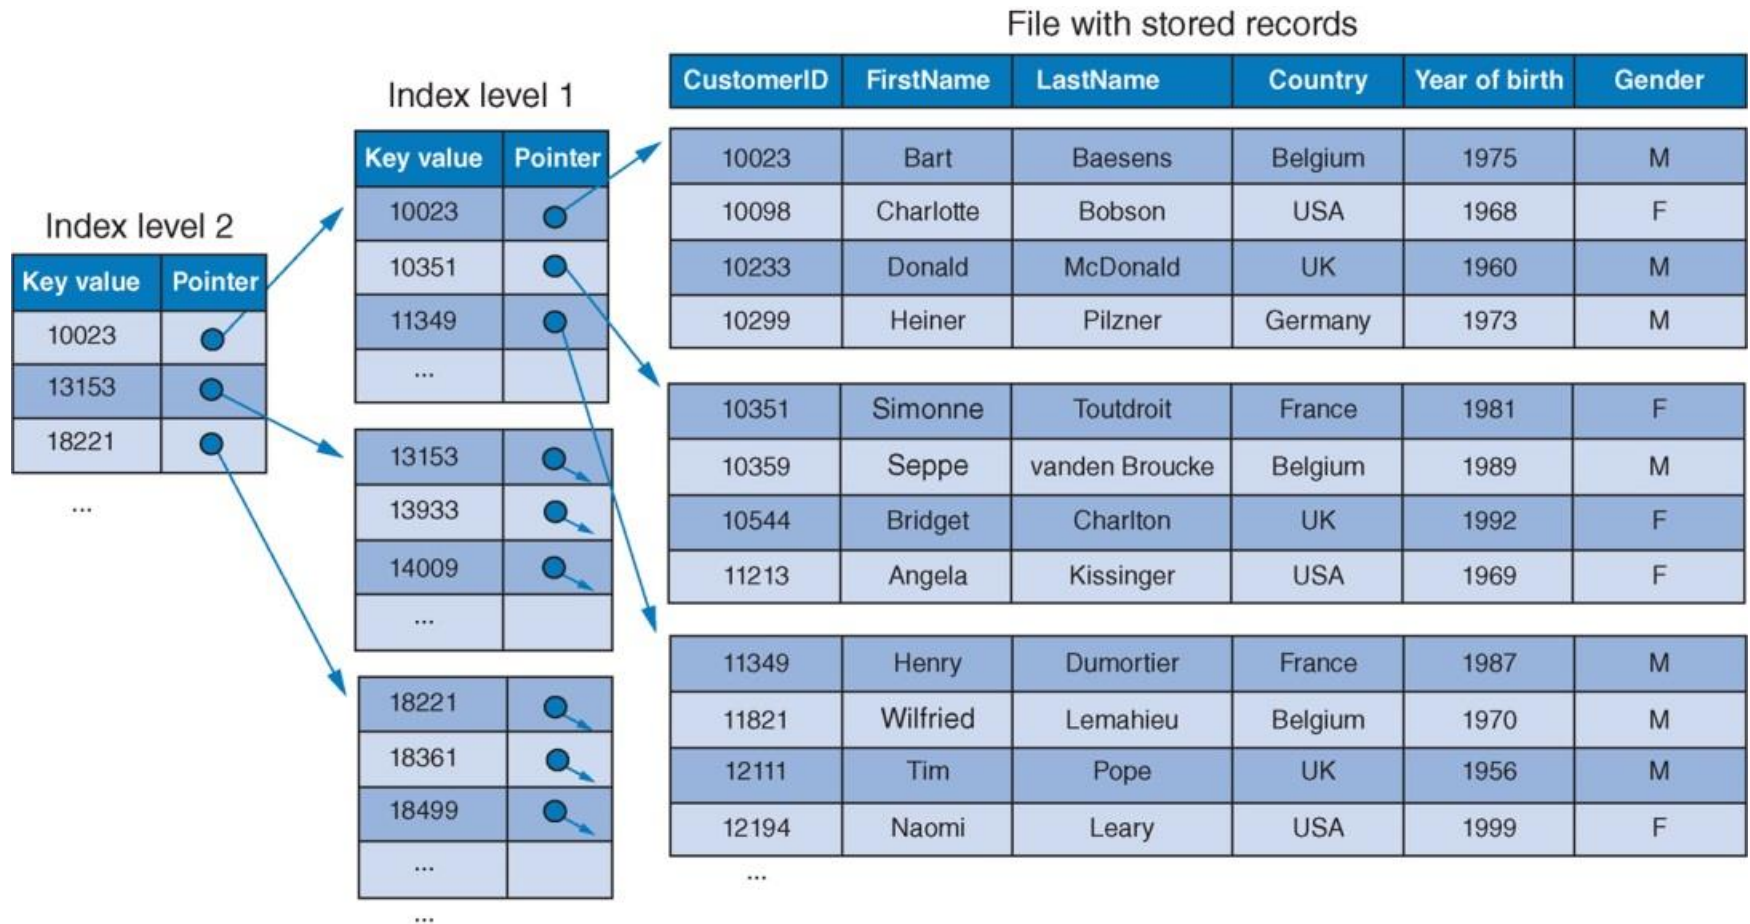 File with stored records
CustomerID FirstName LastName Country Year of birth Gender
10023 Bart Baesens Belgium 1975 M
10098 Charlotte Bobson USA 1968 F
10233 Donald McDonald UK 1960 M
10299 Heiner Pilzner Germany 1973 M
10351 Simonne Toutdroit France 1981 F
10359 Seppe vanden Broucke Belgium 1989 M
10544 Bridget Charlton UK 1992 F
11213 Angela Kissinger USA 1969 F
11349 Henry Dumortier France 1987 M
11821 Wilfried Lemahieu Belgium 1970 M
12111 Tim Pope UK 1956 M
12194 Naomi Leary USA 1999 F
...
Index level 1
Key value Pointer
10023
10351
11349
...
13153
13933
14009
...
18221
18361
18499
...
...
Index level 2
Key value Pointer
10023
13153
18221
...